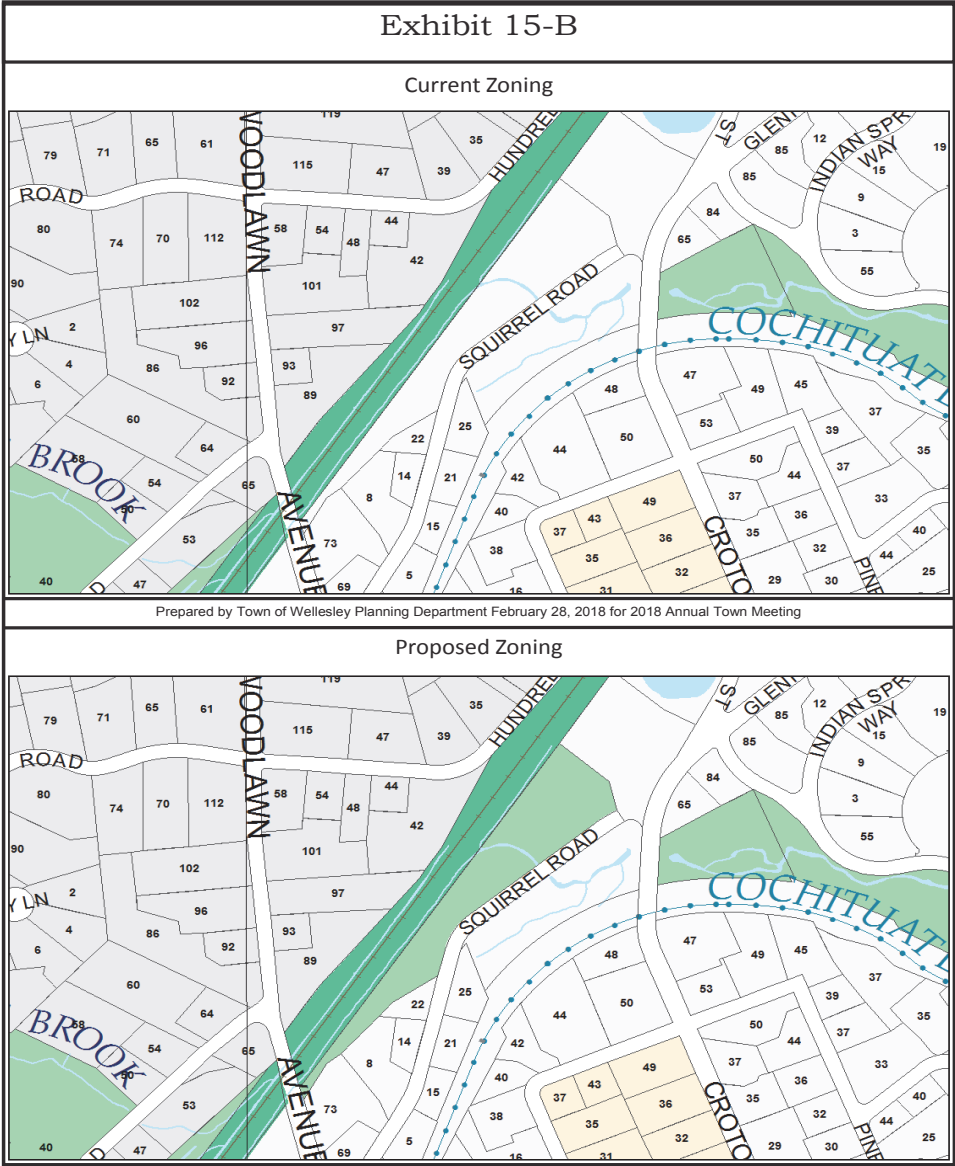 Exhibit 15-B
Current Zoning
119
79 71 65 61 WOODLAWN 115 47 39 35 HUNDRE
ST GLEN 85 12 INDIAN SPR WAY 15 19
ROAD
85 9
80 74 70 112 58 54 48 44 42
84 65 3
90 102 101 55
SQUIRREL ROAD
COCHITUATE
2 Y LN 96 97
4 86 92 93 89
6 60 64
47 49 45 37
48 53 39 35
22 25 44 50
BROOK 58 54 50 65
14 21 42 50 44 37
8 40 49 37 36 33
53 AVENUE 73 15 38 37 43 36 35 40
35 CROTO 32 44
40 D 47 69 5 16 31 32 29 30 PINE 25
Prepared by Town of Wellesley Planning Department February 28, 2018 for 2018 Annual Town Meeting
Proposed Zoning
119
79 71 65 61 WOODLAWN 115 47 39 35 HUNDRE
ST GLEN 85 12 INDIAN SPR WAY 15 19
ROAD
85 9
80 74 70 112 58 54 48 44 42
84 65 3
90 102 101 55
SQUIRREL ROAD
COCHITUATE
2 Y LN 96 97
4 86 92 93 89
6 60 64
47 49 45 37
48 53 39 35
22 25 44 50
BROOK 58 54 50 65
14 21 42 50 44 37
8 40 49 37 36 33
53 AVENUE 73 15 38 37 43 36 35 40
35 CROTO 32 44
40 D 47 69 5 16 31 32 29 30 PINE 25